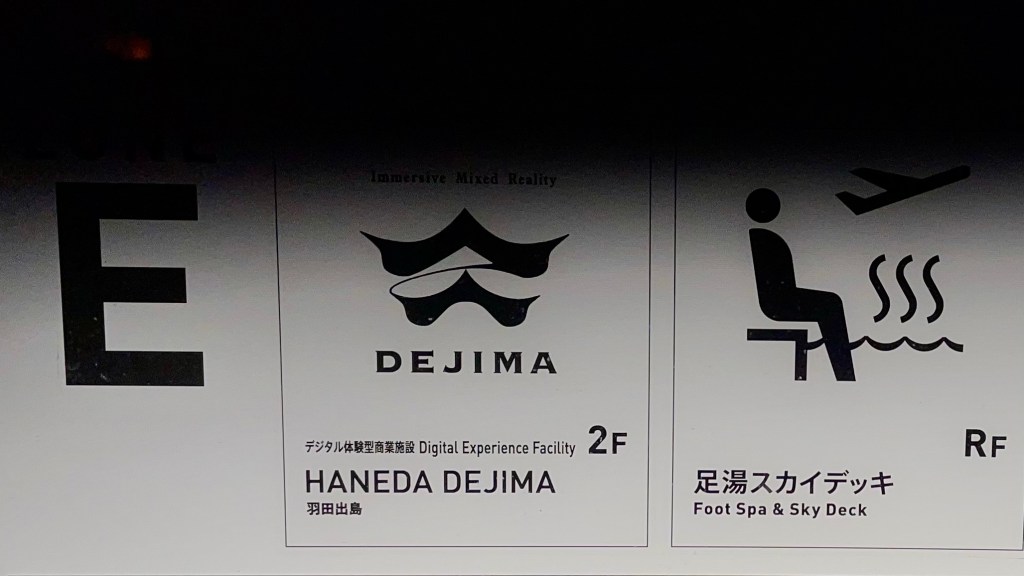 ZONE
E
Immersive Mixed Reality
DEJIMA
デジタル体験型商業施設 Digital Experience Facility 2F
HANEDA DEJIMA
羽田出島
RF
足湯スカイデッキ
Foot Spa & Sky Deck